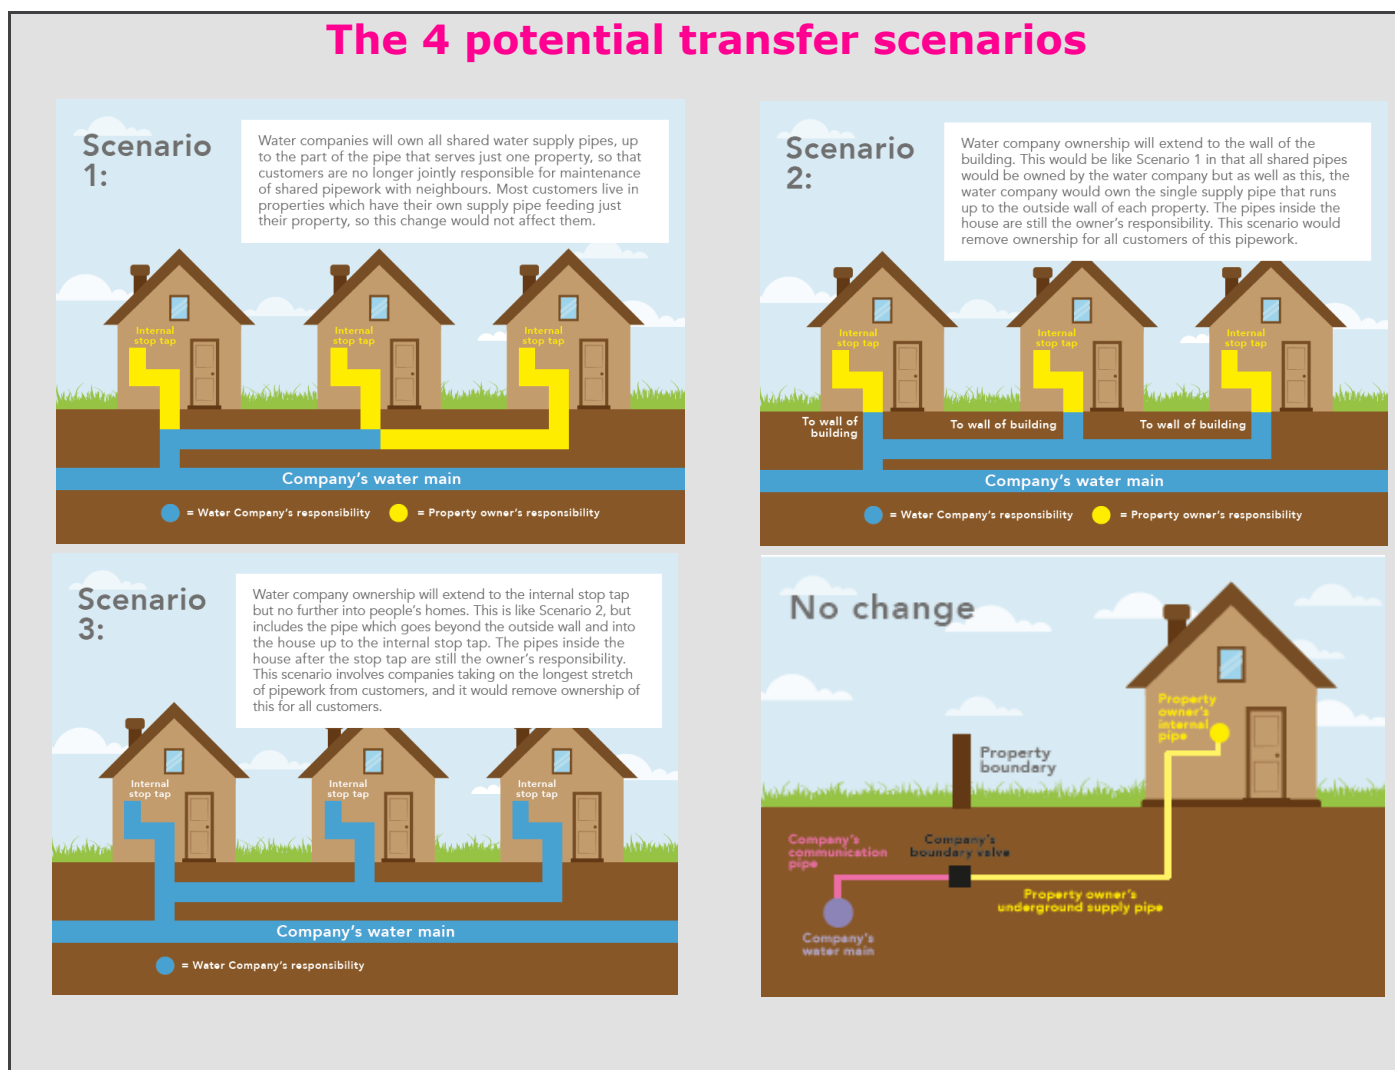 The 4 potential transfer scenarios
Scenario
1:
Water companies will own all shared water supply pipes, up
to the part of the pipe that serves just one property, so that
customers are no longer jointly responsible for maintenance
of shared pipework with neighbours. Most customers live in
properties which have their own supply pipe feeding just
their property, so this change would not affect them.
Internal
stop tap
Internal
stop tap
Internal
stop tap
Company's water main
= Water Company's responsibility
= Property owner's responsibility
Scenario
2:
Water company ownership will extend to the wall of the
building. This would be like Scenario 1 in that all shared pipes
would be owned by the water company but as well as this, the
water company would own the single supply pipe that runs
up to the outside wall of each property. The pipes inside the
house are still the owner's responsibility. This scenario would
remove ownership for all customers of this pipework.
Internal
stop tap
Internal
stop tap
Internal
stop tap
To wall of
building
To wall of building
To wall of building
Company's water main
= Water Company's responsibility
= Property owner's responsibility
Scenario
3:
Water company ownership will extend to the internal stop tap
but no further into people's homes. This is like Scenario 2, but
includes the pipe which goes beyond the outside wall and into
the house up to the internal stop tap. The pipes inside the
house after the stop tap are still the owner's responsibility.
This scenario involves companies taking on the longest stretch
of pipework from customers, and it would remove ownership of
this for all customers.
Internal
stop tap
Internal
stop tap
Internal
stop tap
Company's water main
= Water Company's responsibility
No change
Property
owner's
internal
pipe
Property
boundary
Company's
communication
pipe
Company's
boundary valve
Property owner's
underground supply pipe
Company's
water main